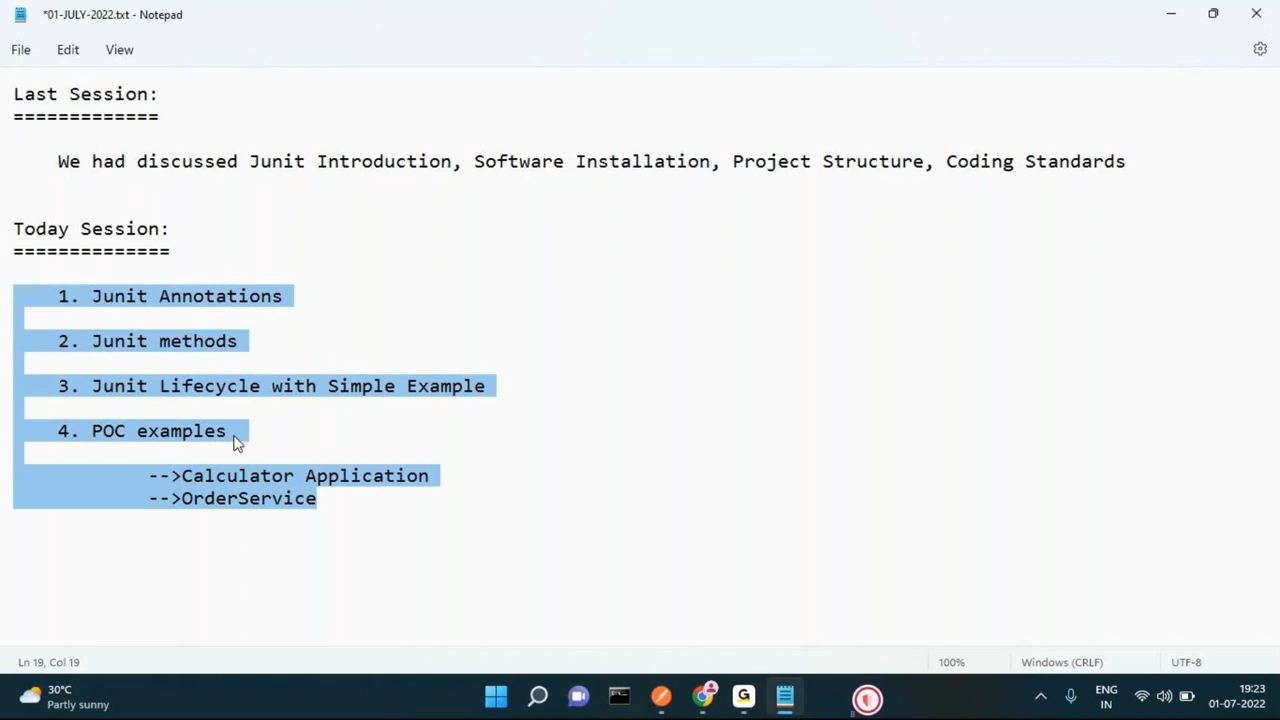 *01-JULY-2022.txt - Notepad
File Edit View
Last Session:
=============
We had discussed Junit Introduction, Software Installation, Project Structure, Coding Standards
Today Session:
==============
1. Junit Annotations
2. Junit methods
3. Junit Lifecycle with Simple Example
4. POC examples
-->Calculator Application
-->OrderService
Ln 19, Col 19 100% Windows (CRLF) UTF-8
30°C
Partly sunny
G
ENG
IN
19:23
01-07-2022